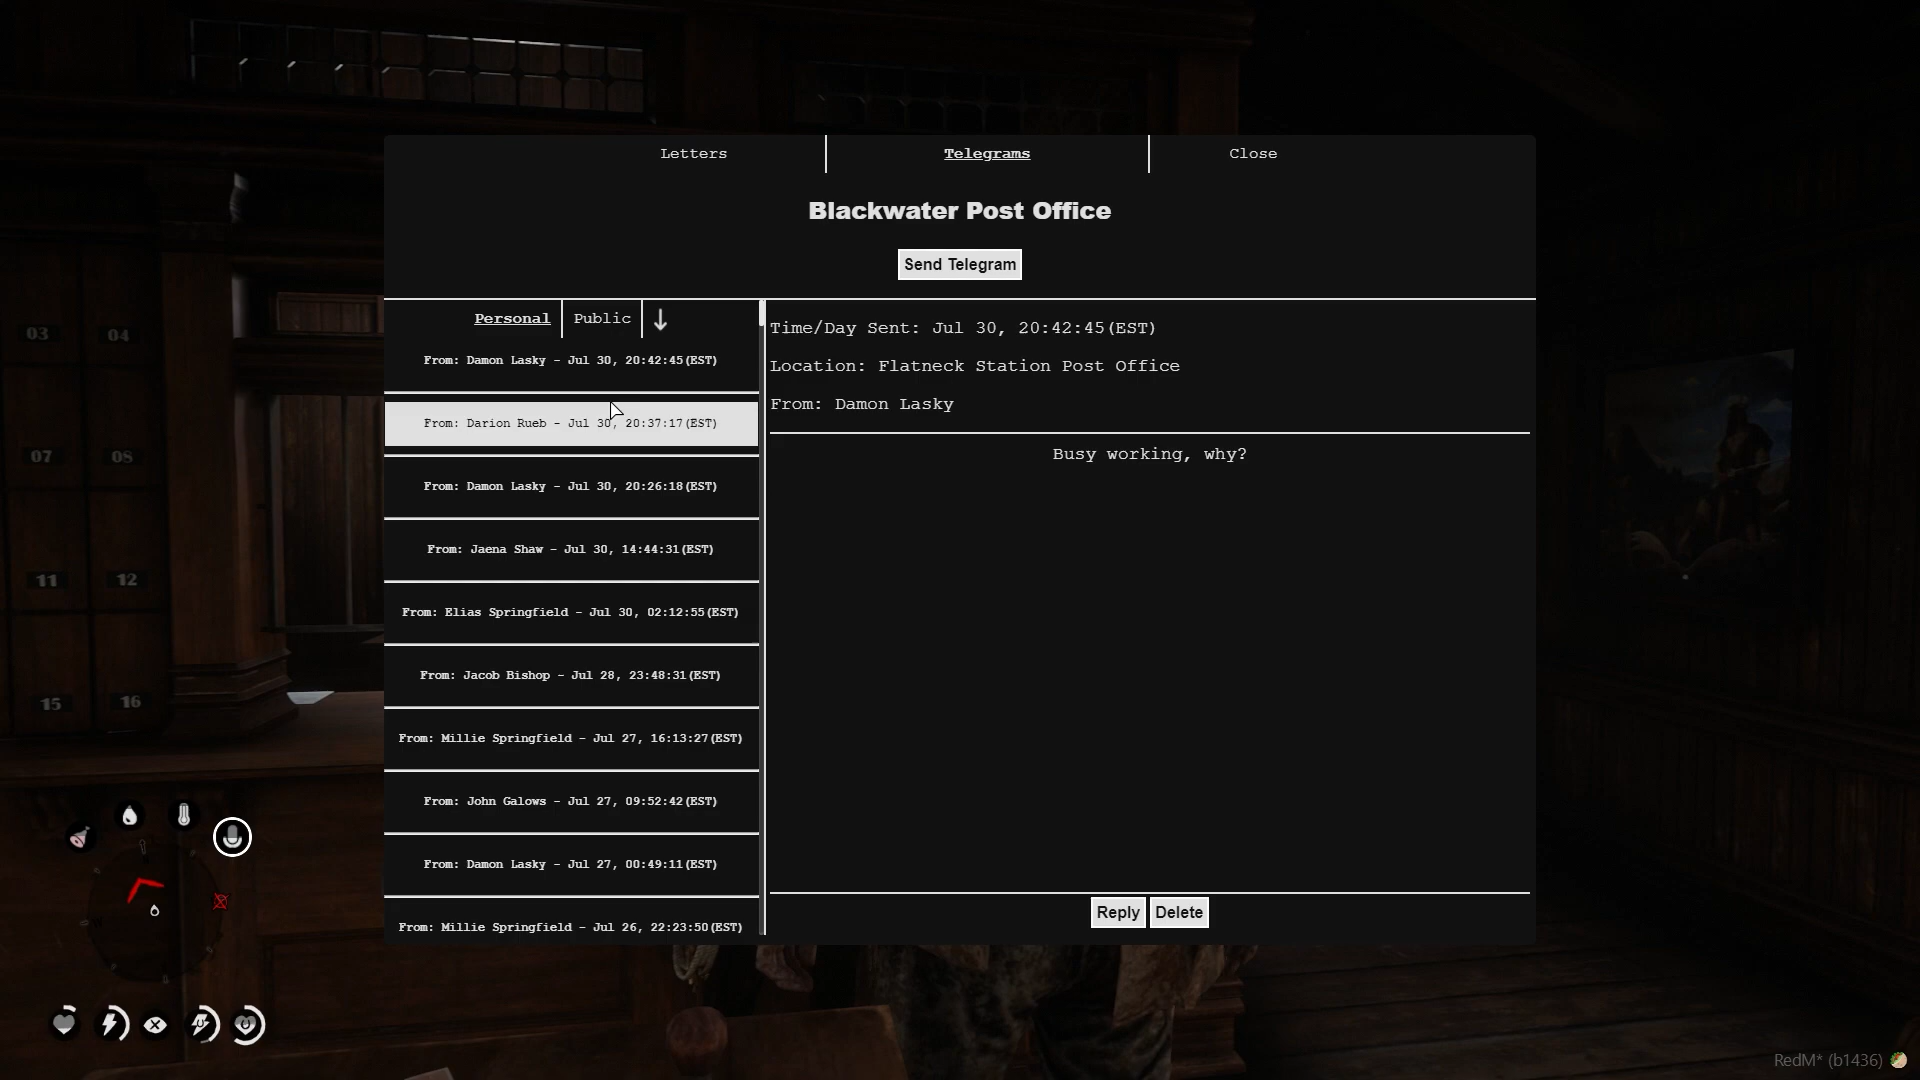 Letters
Telegrams
Close
Blackwater Post Office
Send Telegram
Personal
Public
From: Damon Lasky - Jul 30, 20:42:45(EST)
From: Darion Rueb - Jul 30, 20:37:17(EST)
From: Damon Lasky - Jul 30, 20:26:18(EST)
From: Jaena Shaw - Jul 30, 14:44:31(EST)
From: Elias Springfield - Jul 30, 02:12:55(EST)
From: Jacob Bishop - Jul 28, 23:48:31(EST)
From: Millie Springfield - Jul 27, 16:13:27(EST)
From: John Galows - Jul 27, 09:52:42(EST)
From: Damon Lasky - Jul 27, 00:49:11(EST)
From: Millie Springfield - Jul 26, 22:23:50(EST)
Time/Day Sent: Jul 30, 20:42:45(EST)
Location: Flatneck Station Post Office
From: Damon Lasky
Busy working, why?
Reply
Delete
03 04
07 08
11 12
15 16
RedM* (b1436)